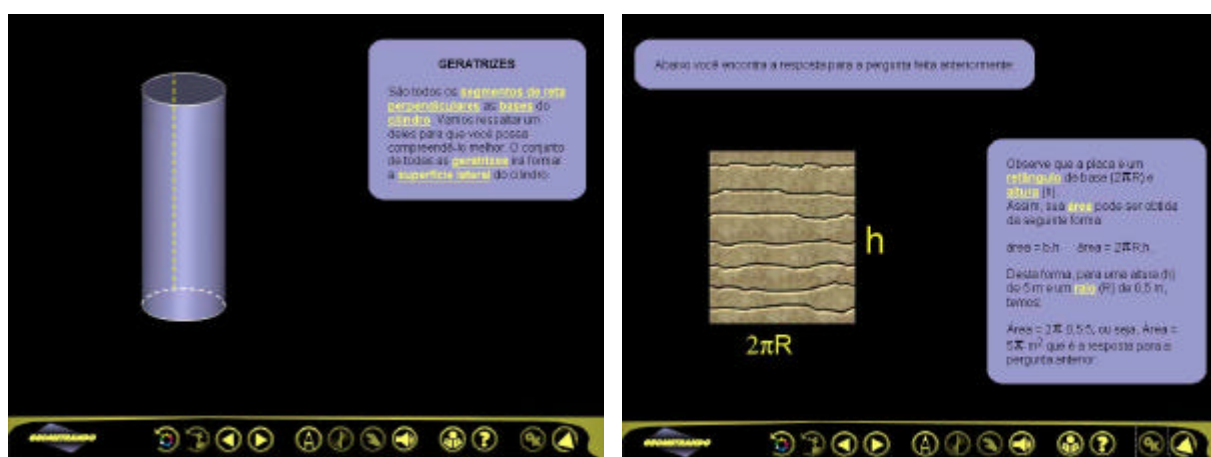 GERATRIZES
São todos os segmentos de reta
perpendiculares as bases do
cilindro. Vamos ressaltar um
deles para que você possa
compreendê-lo melhor. O conjunto
de todas as geratrizes irá formar
a superfície lateral do cilindro.
GEOMETRANDO
A
?
Abaixo você encontra a resposta para a pergunta feita anteriormente:
h
2πR
Observe que a placa é um
retângulo de base (2πR) e
altura (h).
Assim, sua área pode ser obtida
da seguinte forma:
área = b.h área = 2πR.h
Desta forma, para uma altura (h)
de 5 m e um raio (R) de 0,5 m,
temos:
Área = 2π.0,5.5, ou seja, Área =
5π m² que é a resposta para a
pergunta anterior.
GEOMETRANDO
A
?